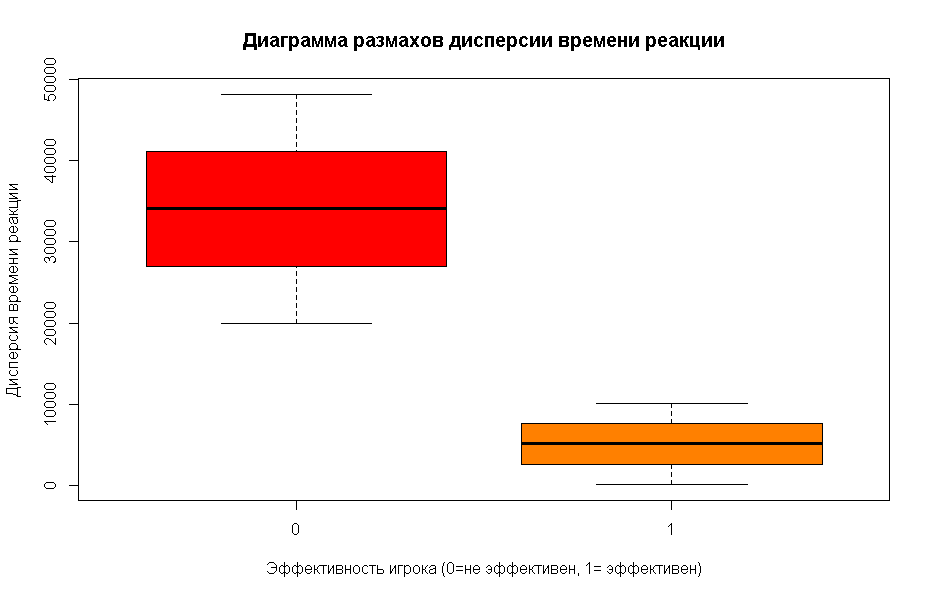 Диаграмма размахов дисперсии времени реакции
Дисперсия времени реакции
50000
40000
30000
20000
10000
0
0 1
Эффективность игрока (0=не эффективен, 1= эффективен)